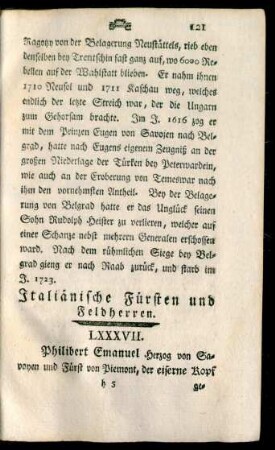 121
Ragozy von der Belagerung Neustättels, rieb eben
denselben bey Trentschin fast ganz auf, wo 6000 Re-
bellen auf der Wahlstatt blieben. Er nahm ihnen
1710 Neusel und 1711 Kaschau weg, welches
endlich der letzte Streich war, der die Ungarn
zum Gehorsam brachte. Im J. 1616 zog er
mit dem Prinzen Eugen von Savojen nach Bel-
grad, hatte nach Eugens eigenem Zeugniß an der
großen Niederlage der Türken bey Peterwardein,
wie auch an der Eroberung von Temeswar nach
ihm den vornehmsten Antheil. Bey der Belage-
rung von Belgrad hatte er das Unglück seinen
Sohn Rudolph Heister zu verlieren, welcher auf
einer Schanze nebst mehrern Generalen erschossen
ward. Nach dem rühmlichen Siege bey Bel-
grad gieng er nach Raab zurück, und starb im
J. 1723.
Italiänische Fürsten und
Feldherren.
LXXXVII.
Philibert Emanuel Herzog von Sa-
voyen und Fürst von Piemont, der eiserne Kopf
h 5
ge-